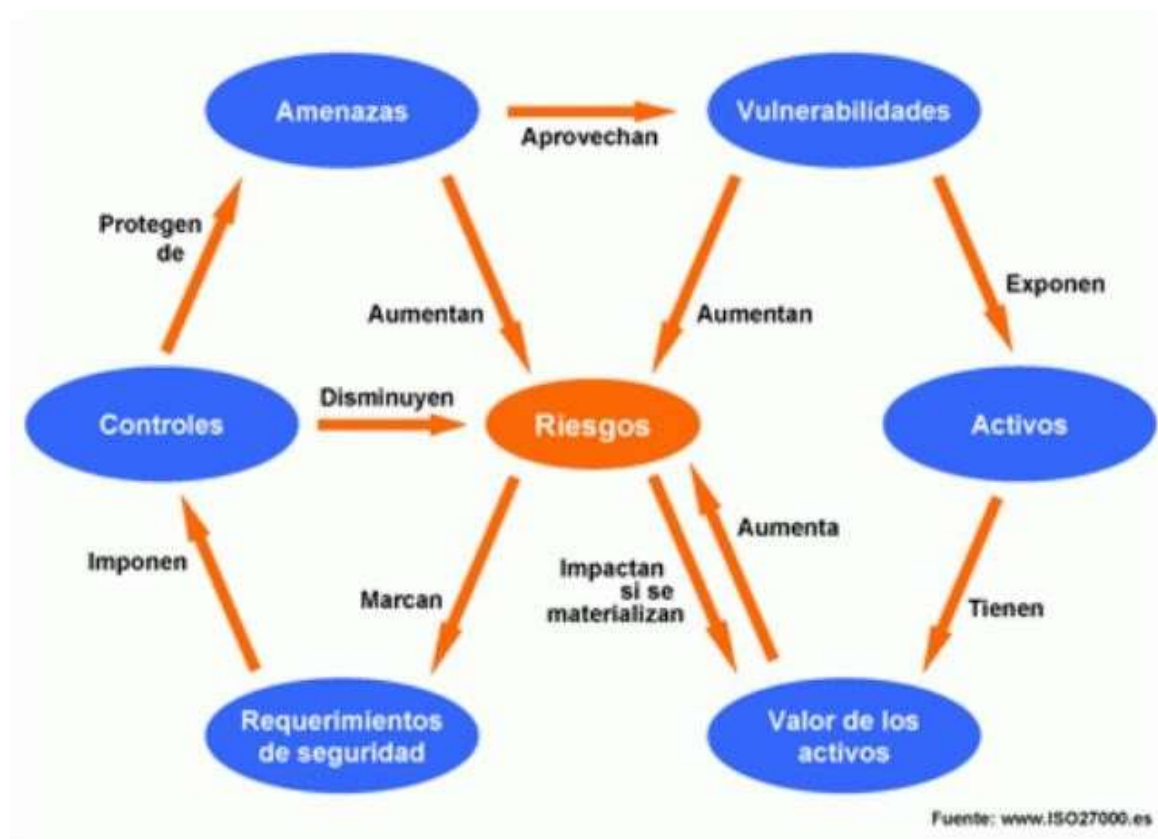 Amenazas
Vulnerabilidades
Aprovechan
Protegen
de
Exponen
Aumentan
Aumentan
Disminuyen
Controles
Riesgos
Activos
Aumenta
Imponen
Impactan
si se
materializan
Marcan
Tienen
Requerimientos
de seguridad
Valor de los
activos
Fuente: www.ISO27000.es